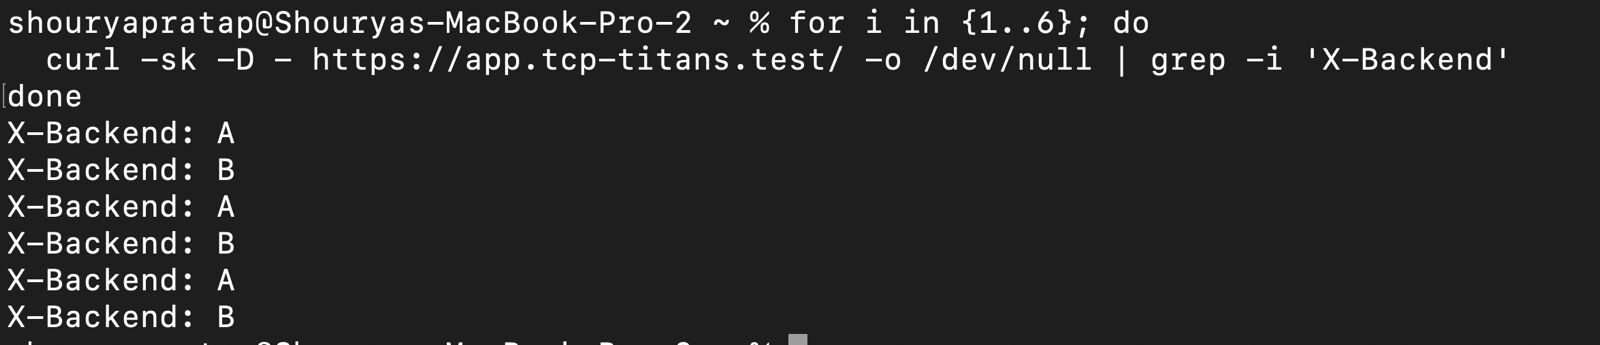 shouryapratap@Shouryas-MacBook-Pro-2 ~ % for i in {1..6}; do
  curl -sk -D - https://app.tcp-titans.test/ -o /dev/null | grep -i 'X-Backend'
done
X-Backend: A
X-Backend: B
X-Backend: A
X-Backend: B
X-Backend: A
X-Backend: B